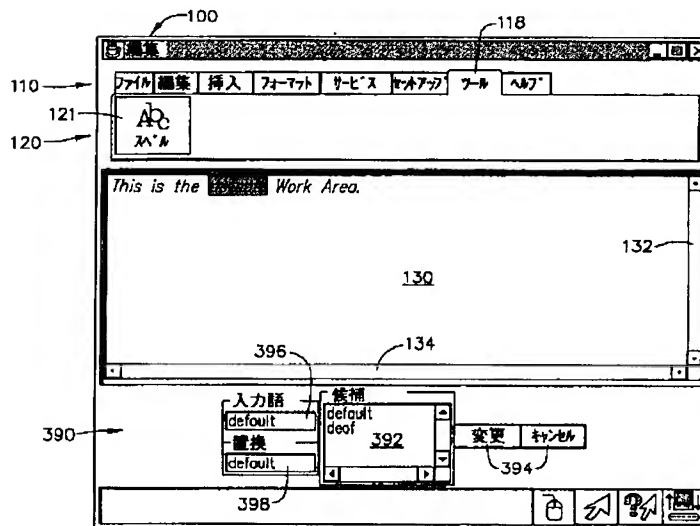 100
118
編集
110
ファイル 編集 挿入 フォーマット サービス セットアップ ツール ヘルプ
121
Abc
120
スペル
This is the Work Area.
132
130
134
396
入力語 候補
defoult
default
deaf
390
392
変更 キャンセル
置換
default
394
398